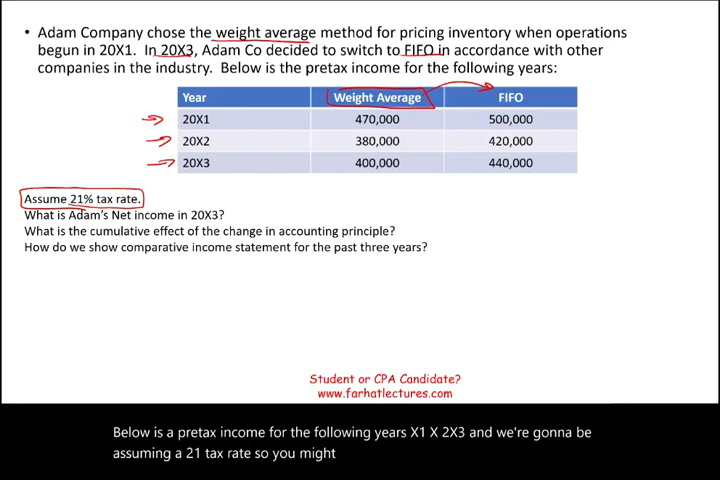 • Adam Company chose the weight average method for pricing inventory when operations
begun in 20X1. In 20X3, Adam Co decided to switch to FIFO in accordance with other
companies in the industry. Below is the pretax income for the following years:
Year Weight Average FIFO
20X1 470,000 500,000
20X2 380,000 420,000
20X3 400,000 440,000
Assume 21% tax rate.
What is Adam's Net income in 20X3?
What is the cumulative effect of the change in accounting principle?
How do we show comparative income statement for the past three years?
Student or CPA Candidate?
www.farhatlectures.com
Below is a pretax income for the following years X1 X 2X3 and we're gonna be
assuming a 21 tax rate so you might